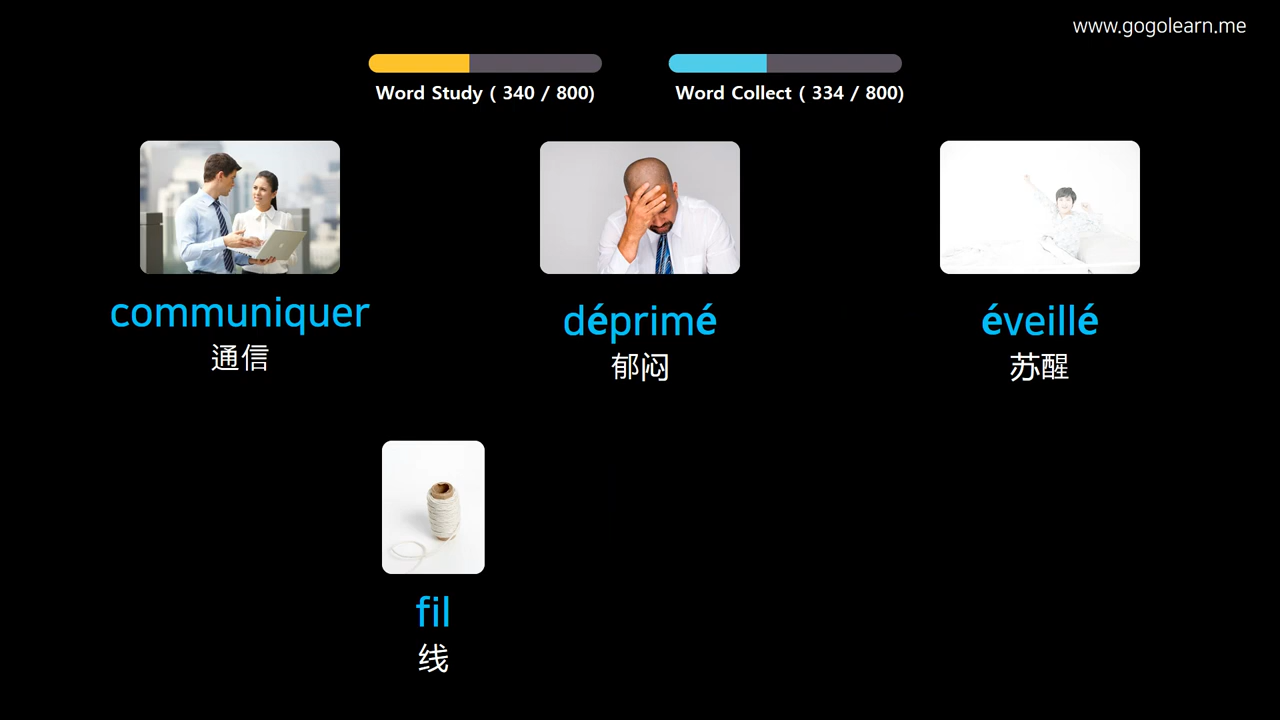 www.gogolearn.me
Word Study ( 340 / 800)
Word Collect ( 334 / 800)
communiquer
通信
déprimé
郁闷
éveillé
苏醒
fil
线